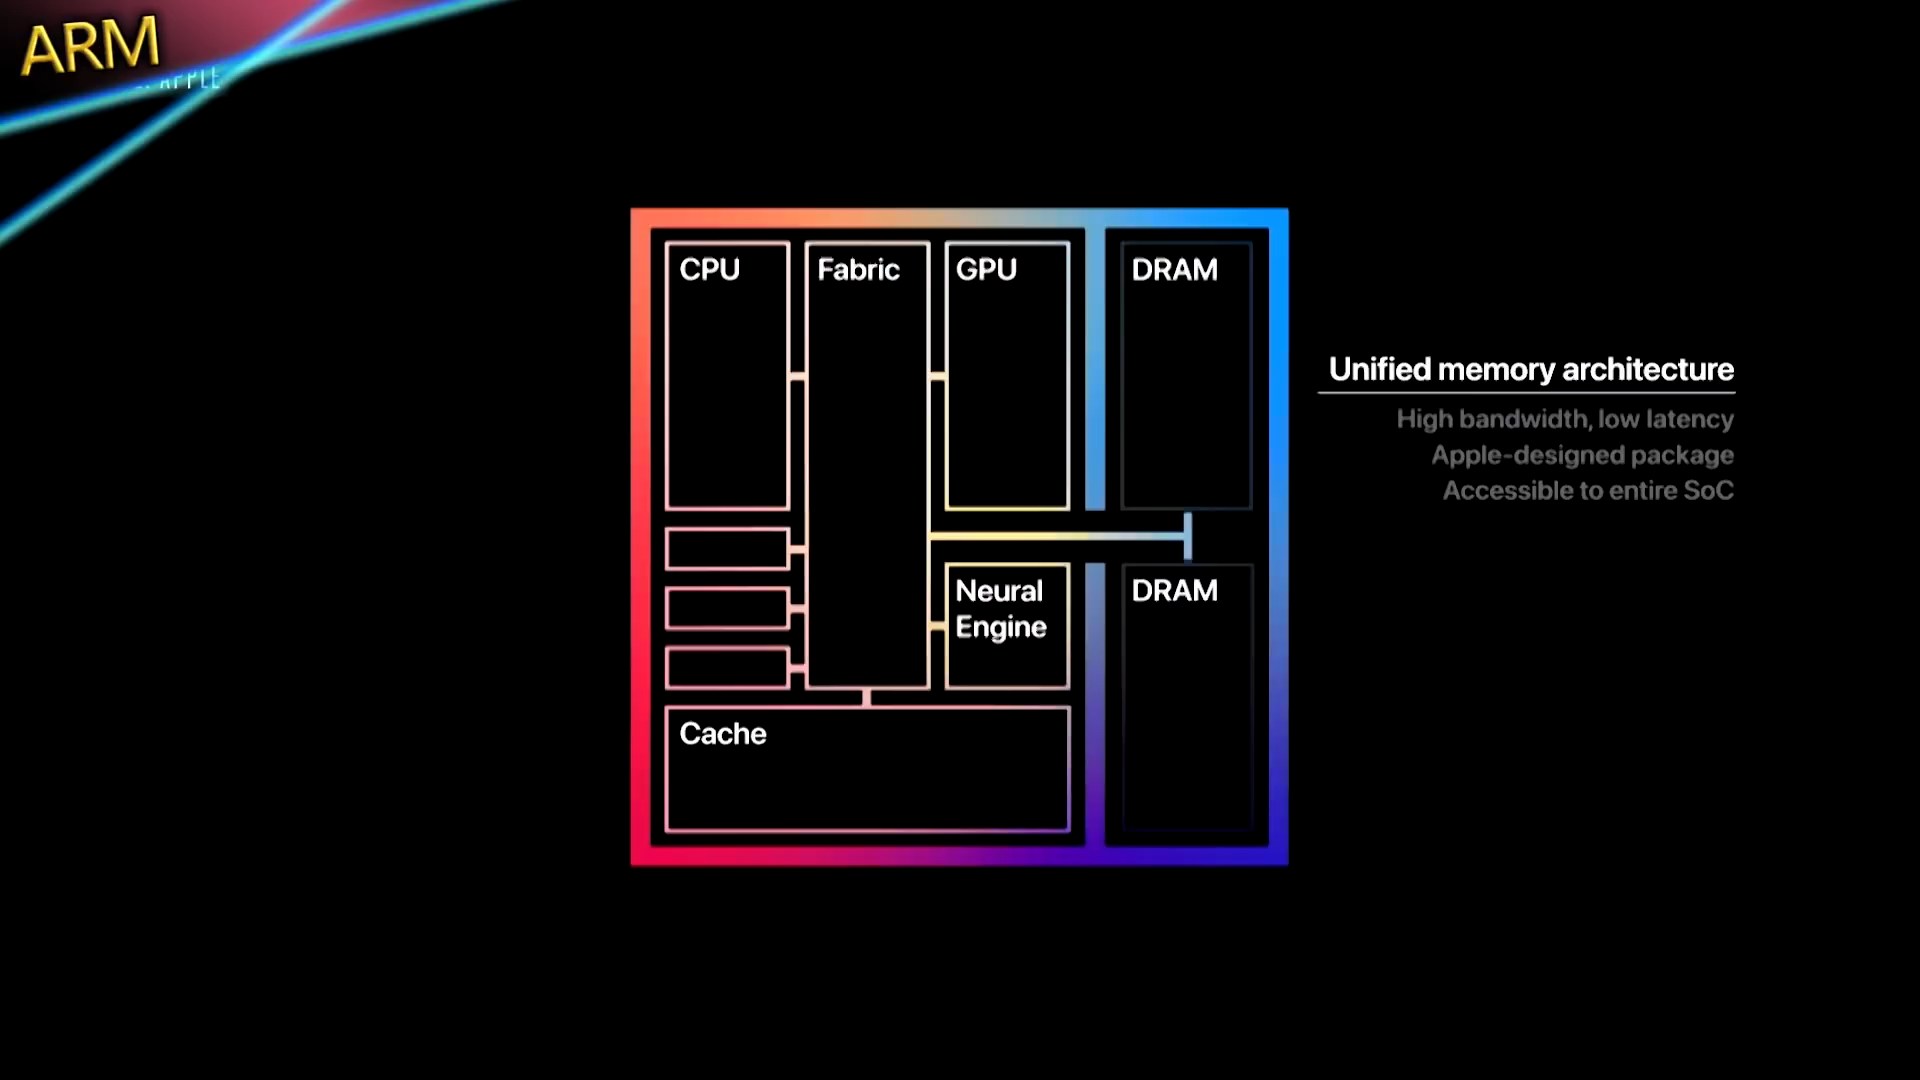 ARM
APPLE
CPU
Fabric
GPU
DRAM
Unified memory architecture
High bandwidth, low latency
Apple-designed package
Accessible to entire SoC
Neural
Engine
DRAM
Cache